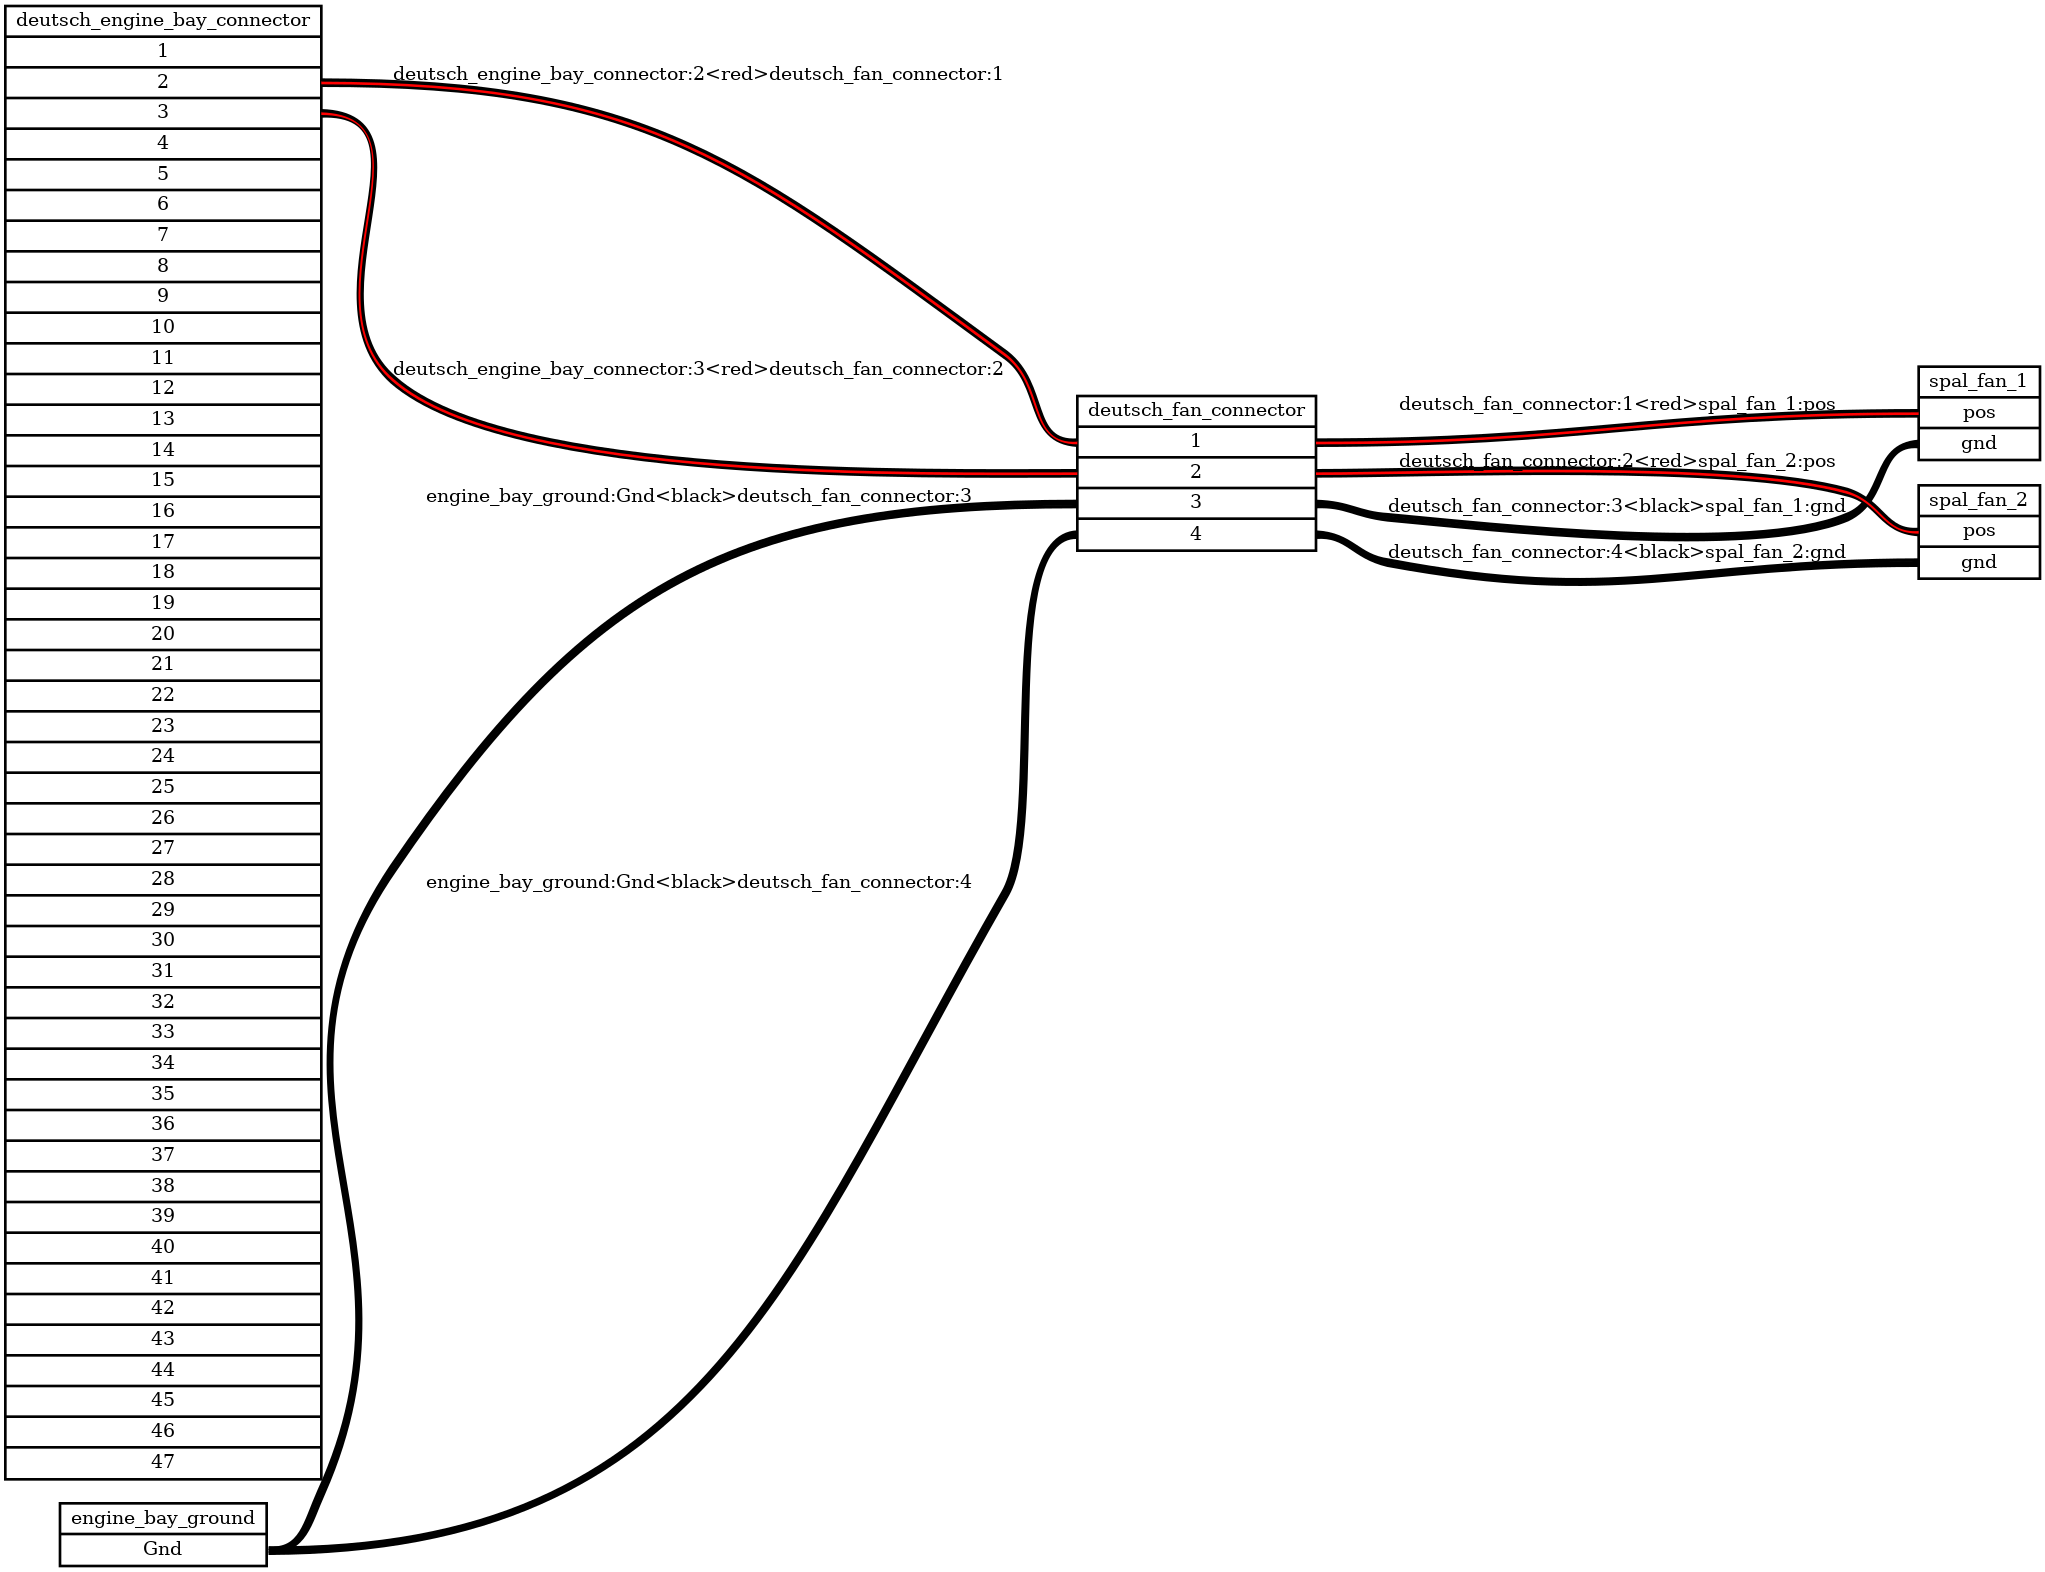 deutsch_engine_bay_connector
1
2
3
4
5
6
7
8
9
10
11
12
13
14
15
16
17
18
19
20
21
22
23
24
25
26
27
28
29
30
31
32
33
34
35
36
37
38
39
40
41
42
43
44
45
46
47
engine_bay_ground
Gnd
deutsch_engine_bay_connector:2<red>deutsch_fan_connector:1
deutsch_engine_bay_connector:3<red>deutsch_fan_connector:2
engine_bay_ground:Gnd<black>deutsch_fan_connector:3
engine_bay_ground:Gnd<black>deutsch_fan_connector:4
deutsch_fan_connector
1
2
3
4
deutsch_fan_connector:1<red>spal_fan_1:pos
deutsch_fan_connector:2<red>spal_fan_2:pos
deutsch_fan_connector:3<black>spal_fan_1:gnd
deutsch_fan_connector:4<black>spal_fan_2:gnd
spal_fan_1
pos
gnd
spal_fan_2
pos
gnd